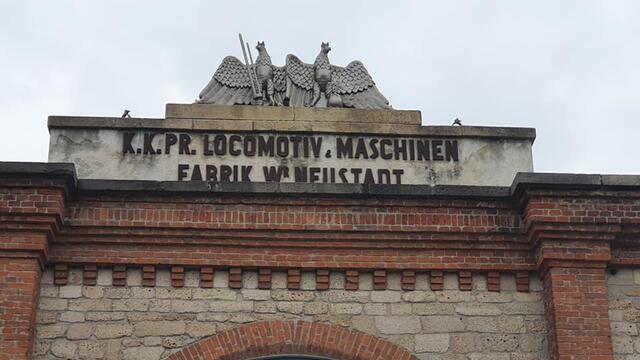 K.K.PR. LOCOMOTIV & MASCHINEN
FABRIK WR NEUSTADT